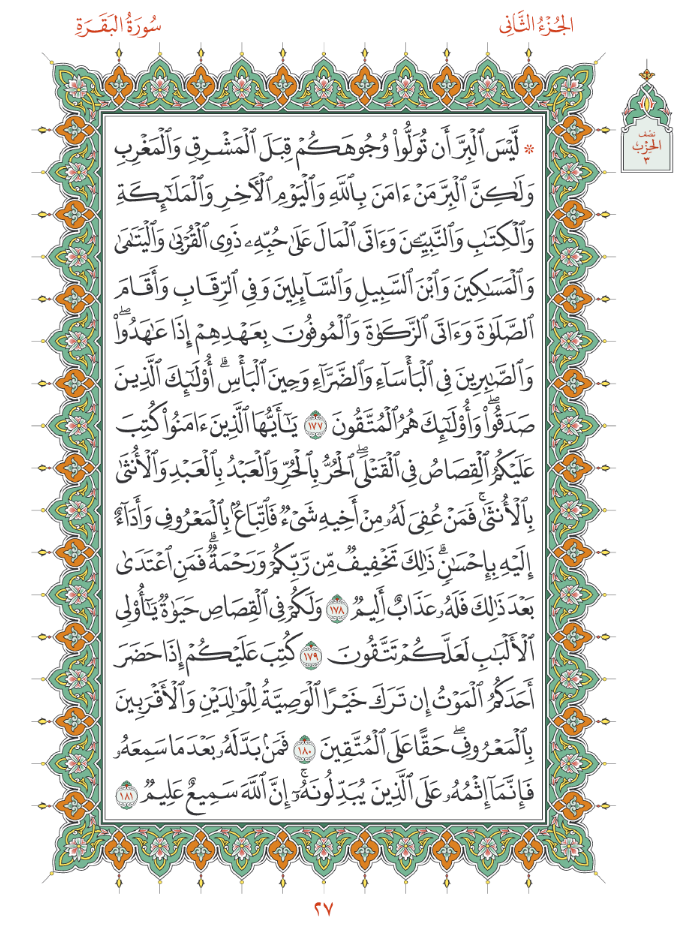 الجُزْءُ الثَّانِي
سُورَةُ البَقَرَةِ
نصف
الحِزْب
٣
۞ لَّيْسَ ٱلْبِرَّ أَن تُوَلُّوا۟ وُجُوهَكُمْ قِبَلَ ٱلْمَشْرِقِ وَٱلْمَغْرِبِ
وَلَـٰكِنَّ ٱلْبِرَّ مَنْ ءَامَنَ بِٱللَّهِ وَٱلْيَوْمِ ٱلْـَٔاخِرِ وَٱلْمَلَـٰٓئِكَةِ
وَٱلْكِتَـٰبِ وَٱلنَّبِيِّـۧنَ وَءَاتَى ٱلْمَالَ عَلَىٰ حُبِّهِۦ ذَوِى ٱلْقُرْبَىٰ وَٱلْيَتَـٰمَىٰ
وَٱلْمَسَـٰكِينَ وَٱبْنَ ٱلسَّبِيلِ وَٱلسَّآئِلِينَ وَفِى ٱلرِّقَابِ وَأَقَامَ
ٱلصَّلَوٰةَ وَءَاتَى ٱلزَّكَوٰةَ وَٱلْمُوفُونَ بِعَهْدِهِمْ إِذَا عَـٰهَدُوا۟ ۖ
وَٱلصَّـٰبِرِينَ فِى ٱلْبَأْسَآءِ وَٱلضَّرَّآءِ وَحِينَ ٱلْبَأْسِ ۗ أُو۟لَـٰٓئِكَ ٱلَّذِينَ
صَدَقُوا۟ ۖ وَأُو۟لَـٰٓئِكَ هُمُ ٱلْمُتَّقُونَ ١٧٧ يَـٰٓأَيُّهَا ٱلَّذِينَ ءَامَنُوا۟ كُتِبَ
عَلَيْكُمُ ٱلْقِصَاصُ فِى ٱلْقَتْلَى ۖ ٱلْحُرُّ بِٱلْحُرِّ وَٱلْعَبْدُ بِٱلْعَبْدِ وَٱلْأُنثَىٰ
بِٱلْأُنثَىٰ ۚ فَمَنْ عُفِىَ لَهُۥ مِنْ أَخِيهِ شَىْءٌ فَٱتِّبَاعٌۢ بِٱلْمَعْرُوفِ وَأَدَآءٌ
إِلَيْهِ بِإِحْسَـٰنٍ ۗ ذَٰلِكَ تَخْفِيفٌ مِّن رَّبِّكُمْ وَرَحْمَةٌ ۗ فَمَنِ ٱعْتَدَىٰ
بَعْدَ ذَٰلِكَ فَلَهُۥ عَذَابٌ أَلِيمٌ ١٧٨ وَلَكُمْ فِى ٱلْقِصَاصِ حَيَوٰةٌ يَـٰٓأُو۟لِى
ٱلْأَلْبَـٰبِ لَعَلَّكُمْ تَتَّقُونَ ١٧٩ كُتِبَ عَلَيْكُمْ إِذَا حَضَرَ
أَحَدَكُمُ ٱلْمَوْتُ إِن تَرَكَ خَيْرًا ٱلْوَصِيَّةُ لِلْوَٰلِدَيْنِ وَٱلْأَقْرَبِينَ
بِٱلْمَعْرُوفِ ۖ حَقًّا عَلَى ٱلْمُتَّقِينَ ١٨٠ فَمَنۢ بَدَّلَهُۥ بَعْدَ مَا سَمِعَهُۥ
فَإِنَّمَآ إِثْمُهُۥ عَلَى ٱلَّذِينَ يُبَدِّلُونَهُۥٓ ۚ إِنَّ ٱللَّهَ سَمِيعٌ عَلِيمٌ ١٨١
٢٧